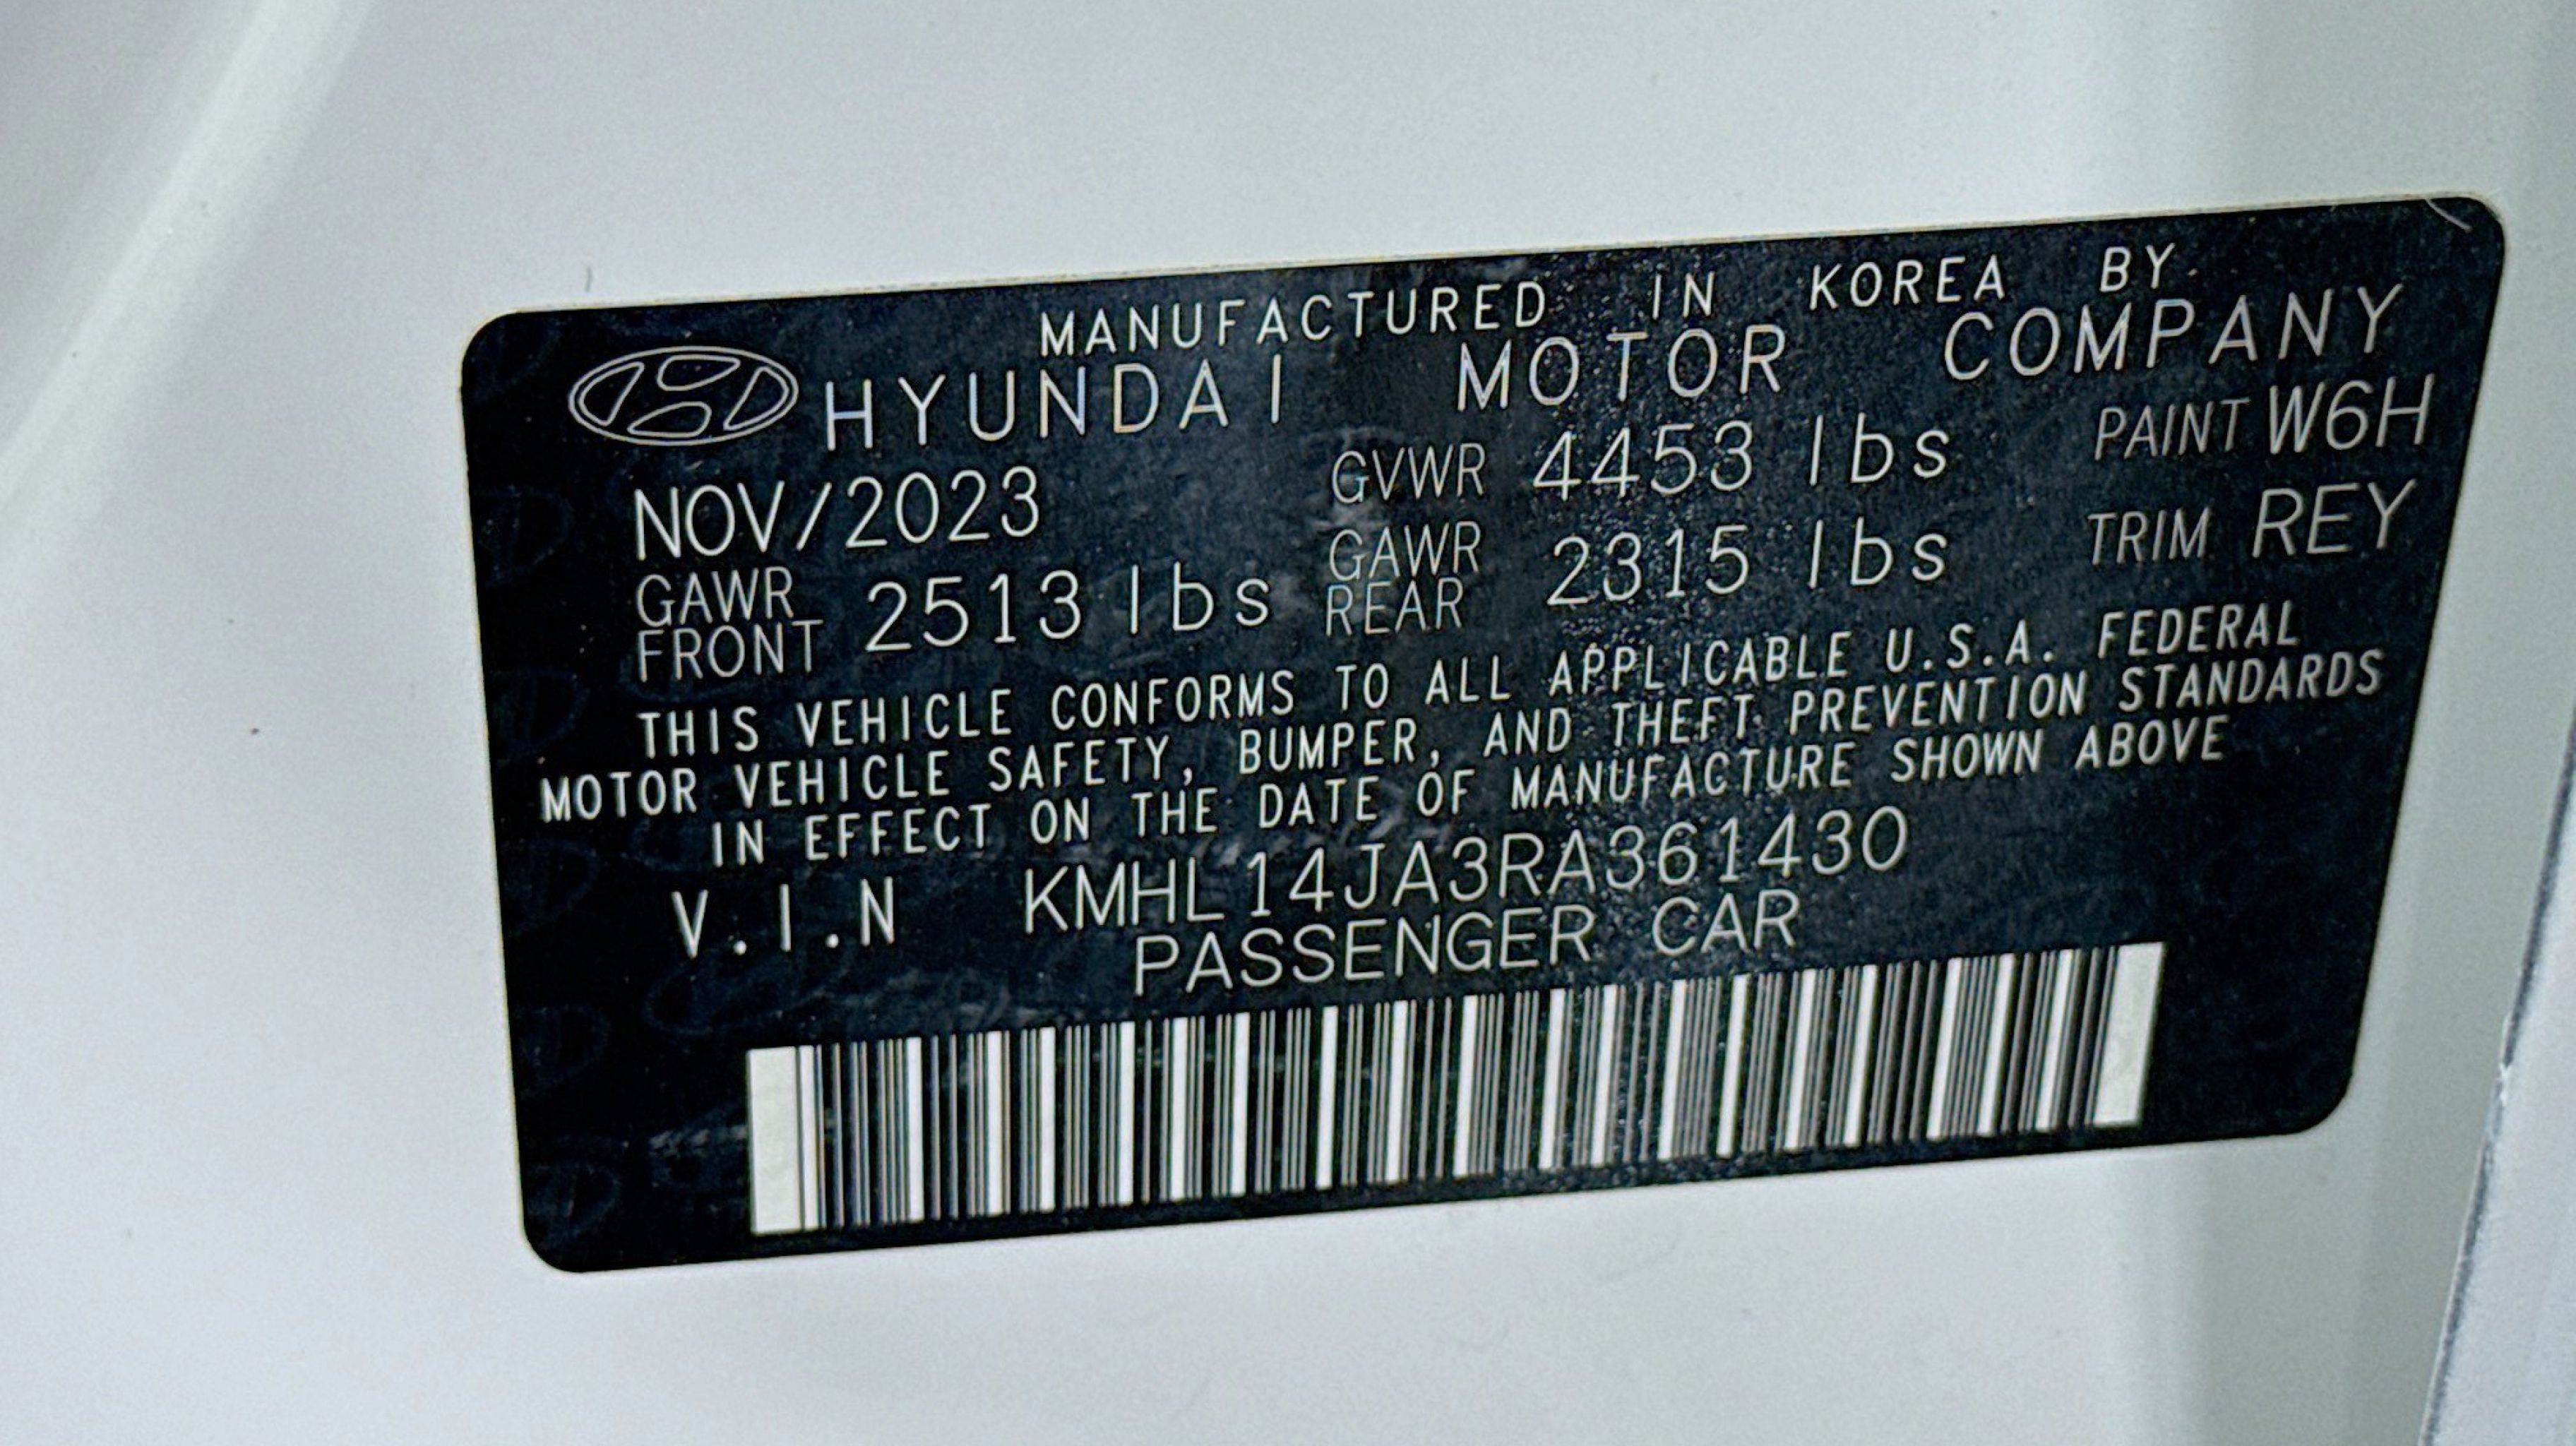 MANUFACTURED IN KOREA BY
HYUNDAI MOTOR COMPANY
NOV/2023 GVWR 4453 lbs PAINT W6H
GAWR FRONT 2513 lbs GAWR REAR 2315 lbs TRIM REY
THIS VEHICLE CONFORMS TO ALL APPLICABLE U.S.A. FEDERAL
MOTOR VEHICLE SAFETY, BUMPER, AND THEFT PREVENTION STANDARDS
IN EFFECT ON THE DATE OF MANUFACTURE SHOWN ABOVE
V.I.N KMHL14JA3RA361430
PASSENGER CAR